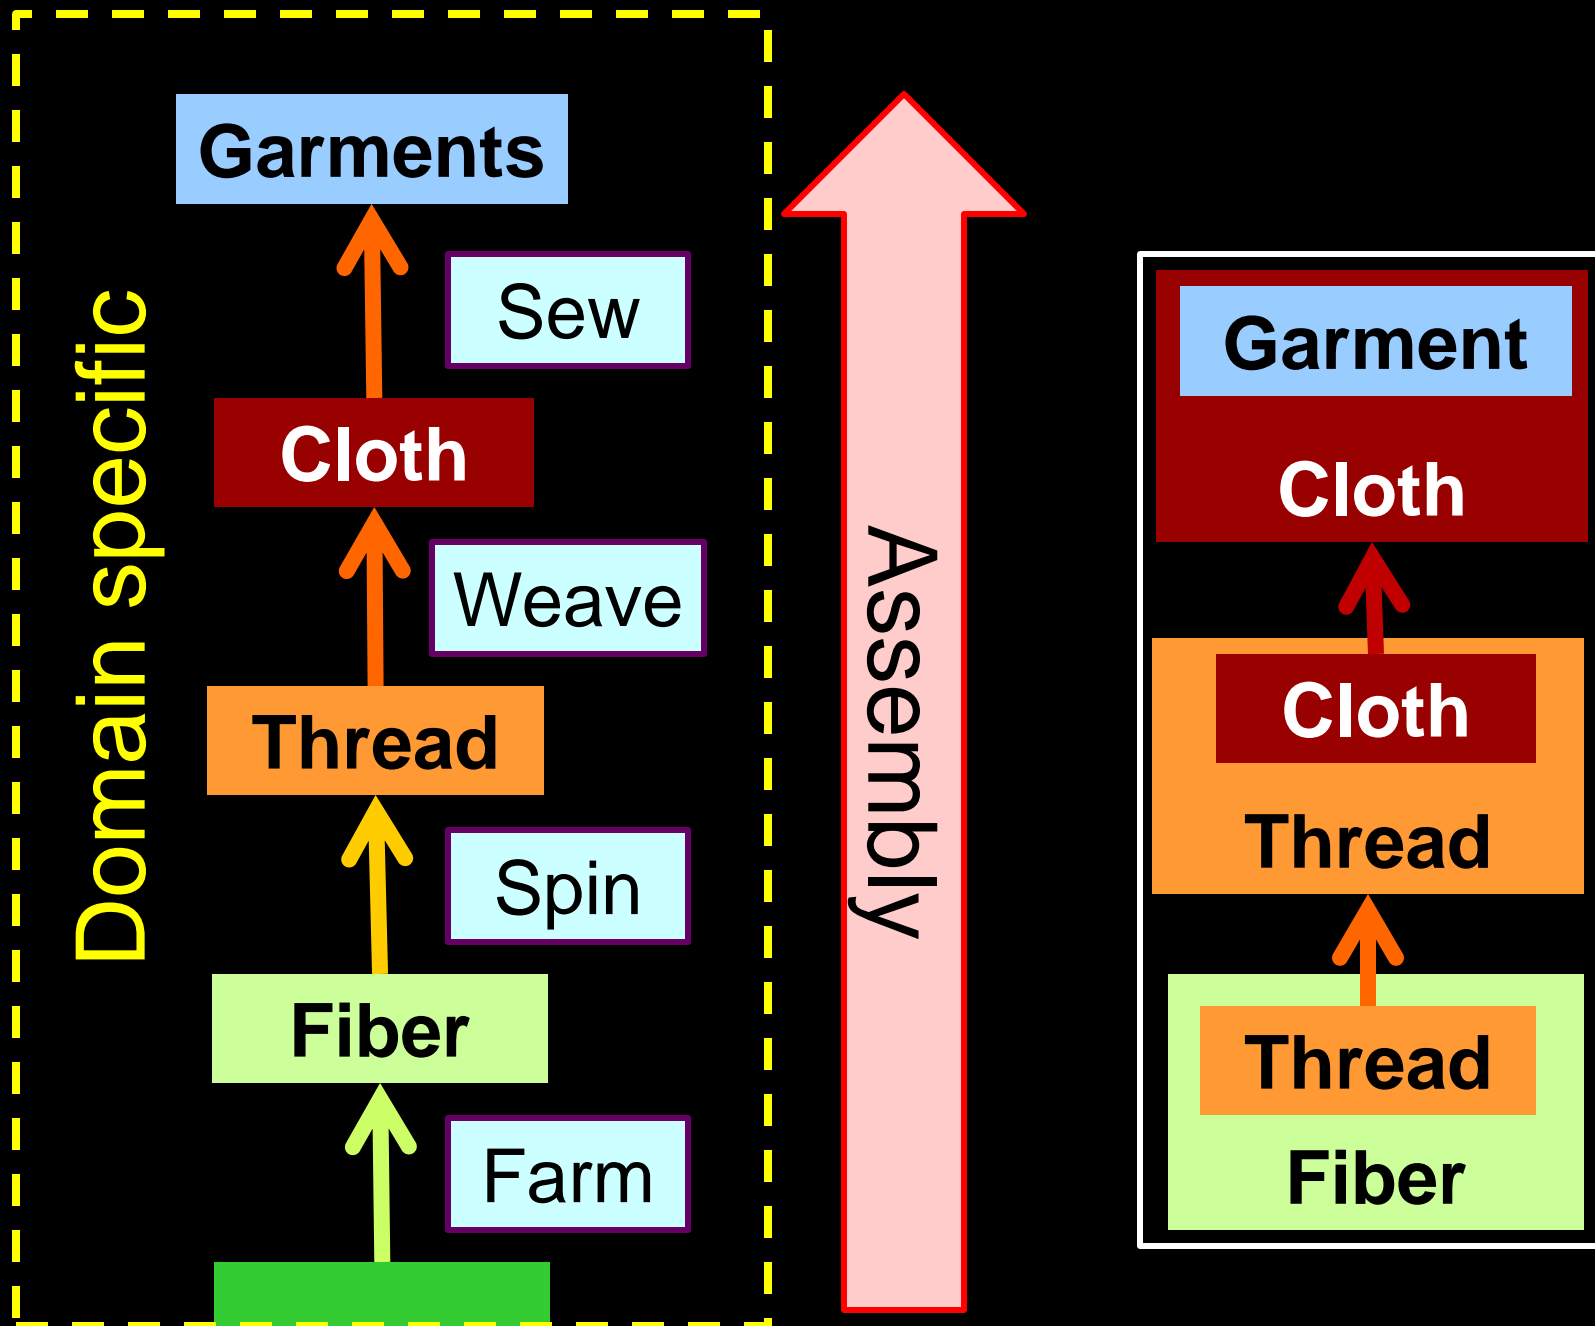 Domain specific
Garments
Sew
Cloth
Weave
Thread
Spin
Fiber
Farm
Assembly
Garment
Cloth
Cloth
Thread
Thread
Fiber